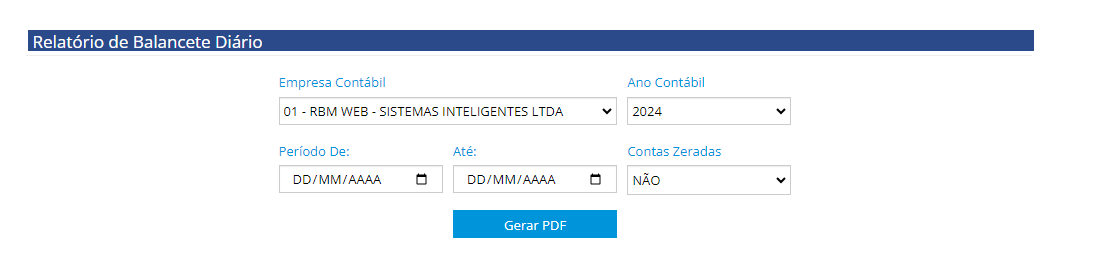 Relatório de Balancete Diário
Empresa Contábil Ano Contábil
01 - RBM WEB - SISTEMAS INTELIGENTES LTDA 2024
Período De: Até: Contas Zeradas
DD/MM/AAAA DD/MM/AAAA NÃO
Gerar PDF